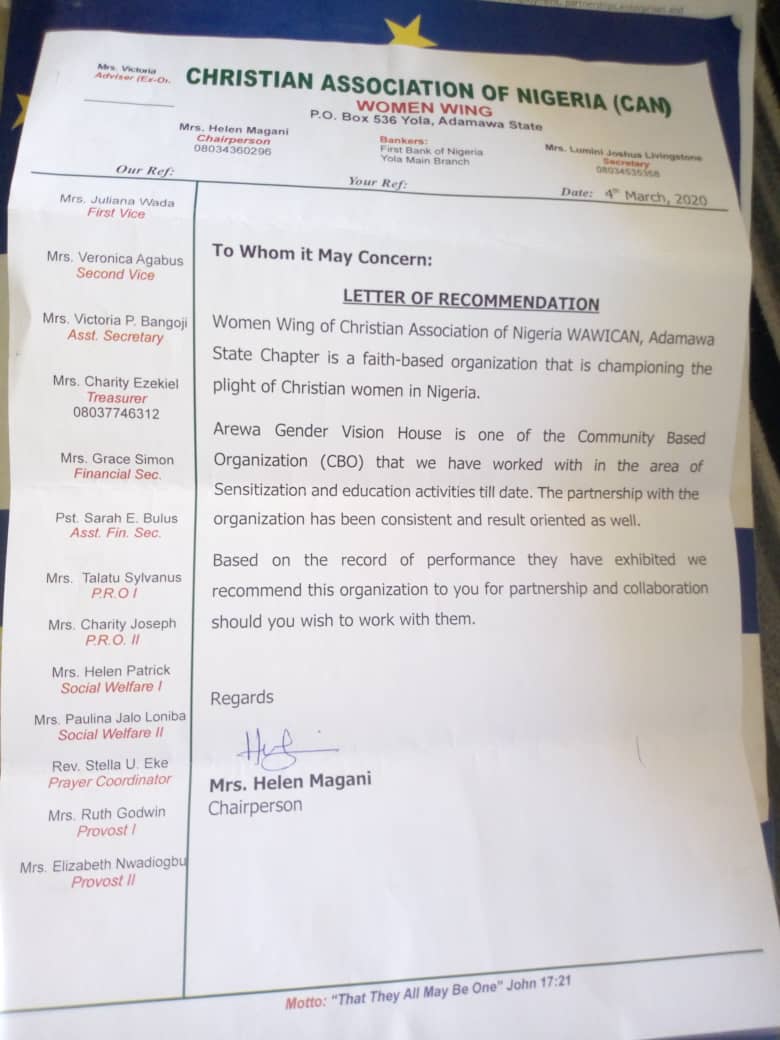 Mrs. Victoria
Adviser (Ex-O).
CHRISTIAN ASSOCIATION OF NIGERIA (CAN)
WOMEN WING
P.O. Box 536 Yola, Adamawa State
Mrs. Helen Magani
Chairperson
08034360296
Bankers:
First Bank of Nigeria
Yola Main Branch
Mrs. Lumini Joshua Livingstone
Secretary
08034535358
Our Ref:
Your Ref:
Date: 4th March, 2020
Mrs. Juliana Wada
First Vice
Mrs. Veronica Agabus
Second Vice
Mrs. Victoria P. Bangoji
Asst. Secretary
Mrs. Charity Ezekiel
Treasurer
08037746312
Mrs. Grace Simon
Financial Sec.
Pst. Sarah E. Bulus
Asst. Fin. Sec.
Mrs. Talatu Sylvanus
P.R.O I
Mrs. Charity Joseph
P.R.O. II
Mrs. Helen Patrick
Social Welfare I
Mrs. Paulina Jalo Loniba
Social Welfare II
Rev. Stella U. Eke
Prayer Coordinator
Mrs. Ruth Godwin
Provost I
Mrs. Elizabeth Nwadiogbu
Provost II
To Whom it May Concern:
LETTER OF RECOMMENDATION
Women Wing of Christian Association of Nigeria WAWICAN, Adamawa
State Chapter is a faith-based organization that is championing the
plight of Christian women in Nigeria.
Arewa Gender Vision House is one of the Community Based
Organization (CBO) that we have worked with in the area of
Sensitization and education activities till date. The partnership with the
organization has been consistent and result oriented as well.
Based on the record of performance they have exhibited we
recommend this organization to you for partnership and collaboration
should you wish to work with them.
Regards
Mrs. Helen Magani
Chairperson
Motto: "That They All May Be One" John 17:21